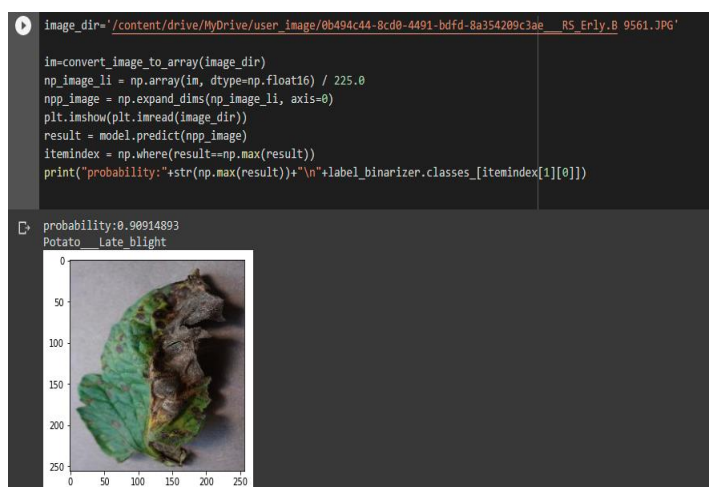 image_dir='/content/drive/MyDrive/user_image/0b494c44-8cd0-4491-bdfd-8a354209c3ae___RS_Erly.B 9561.JPG'
im=convert_image_to_array(image_dir)
np_image_li = np.array(im, dtype=np.float16) / 225.0
npp_image = np.expand_dims(np_image_li, axis=0)
plt.imshow(plt.imread(image_dir))
result = model.predict(npp_image)
itemindex = np.where(result==np.max(result))
print("probability:"+str(np.max(result))+"\n"+label_binarizer.classes_[itemindex[1][0]])
probability:0.90914893
Potato___Late_blight
0
50
100
150
200
250
0 50 100 150 200 250